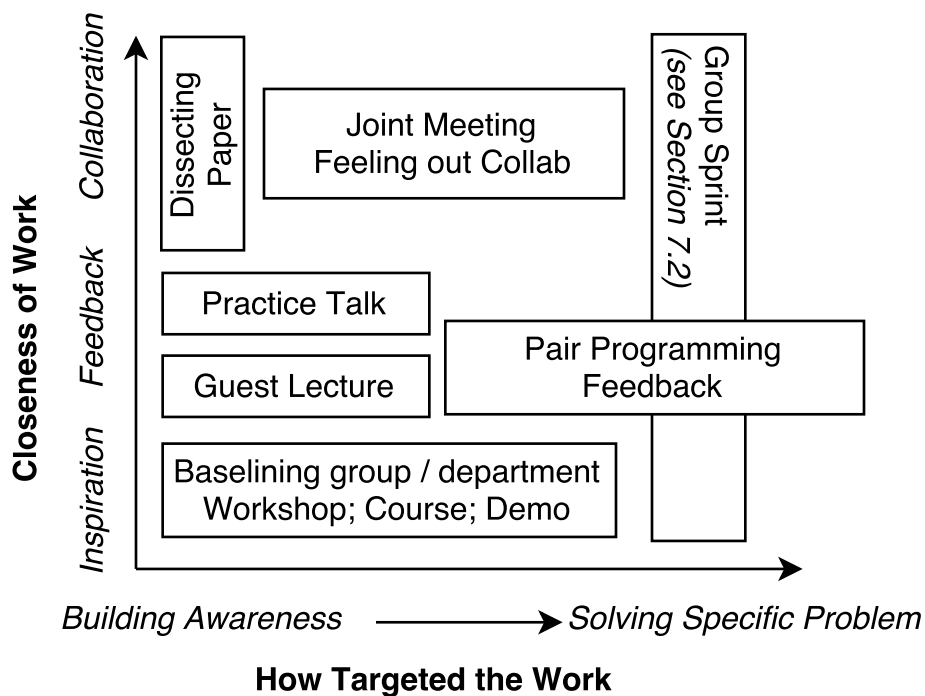 Closeness of Work
Collaboration
Feedback
Inspiration
Dissecting
Paper
Joint Meeting
Feeling out Collab
Group Sprint
(see Section 7.2)
Practice Talk
Guest Lecture
Pair Programming
Feedback
Baselining group / department
Workshop; Course; Demo
Building Awareness
Solving Specific Problem
How Targeted the Work